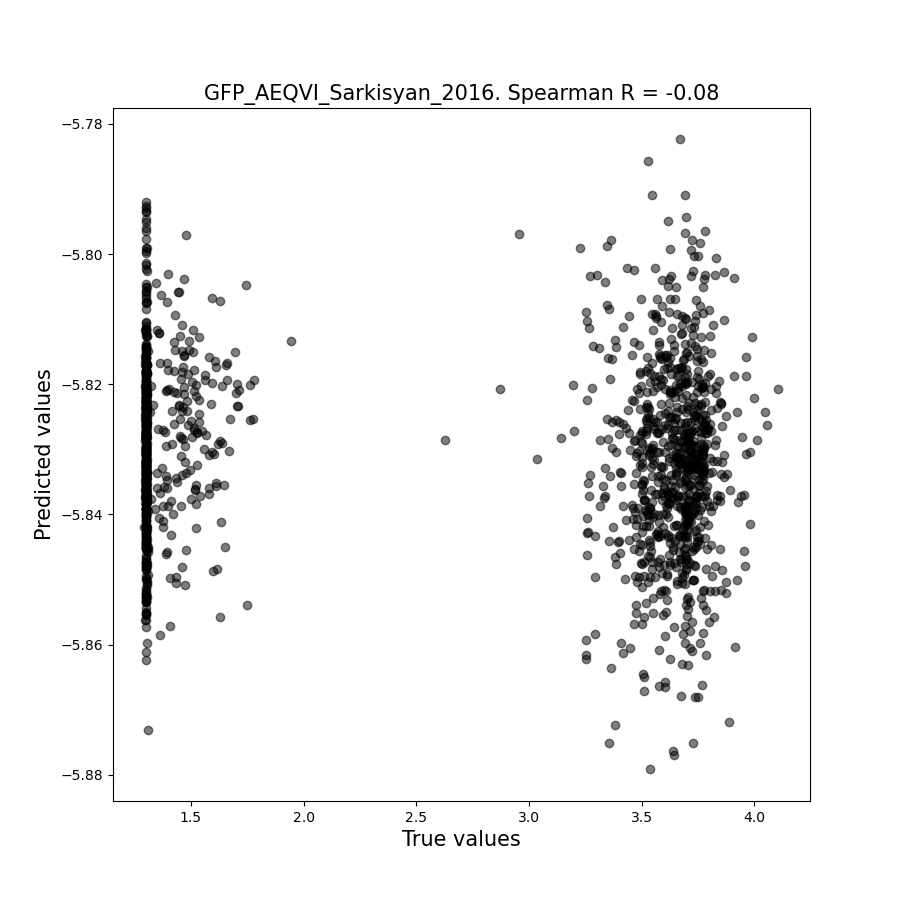 GFP_AEQVI_Sarkisyan_2016. Spearman R = -0.08
−5.78
−5.80
−5.82
−5.84
−5.86
−5.88
Predicted values
1.5 2.0 2.5 3.0 3.5 4.0
True values